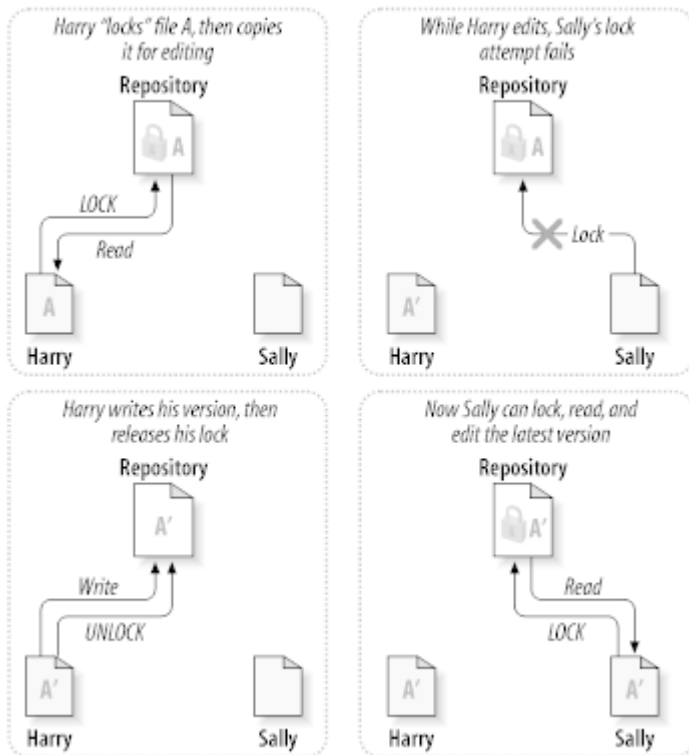 Harry “locks” file A, then copies
it for editing
Repository
A
LOCK
Read
A
Harry
Sally
While Harry edits, Sally’s lock
attempt fails
Repository
A
Lock
A’
Harry
Sally
Harry writes his version, then
releases his lock
Repository
A’
Write
UNLOCK
A’
Harry
Sally
Now Sally can lock, read, and
edit the latest version
Repository
A’
Read
LOCK
A’
A’
Harry
Sally